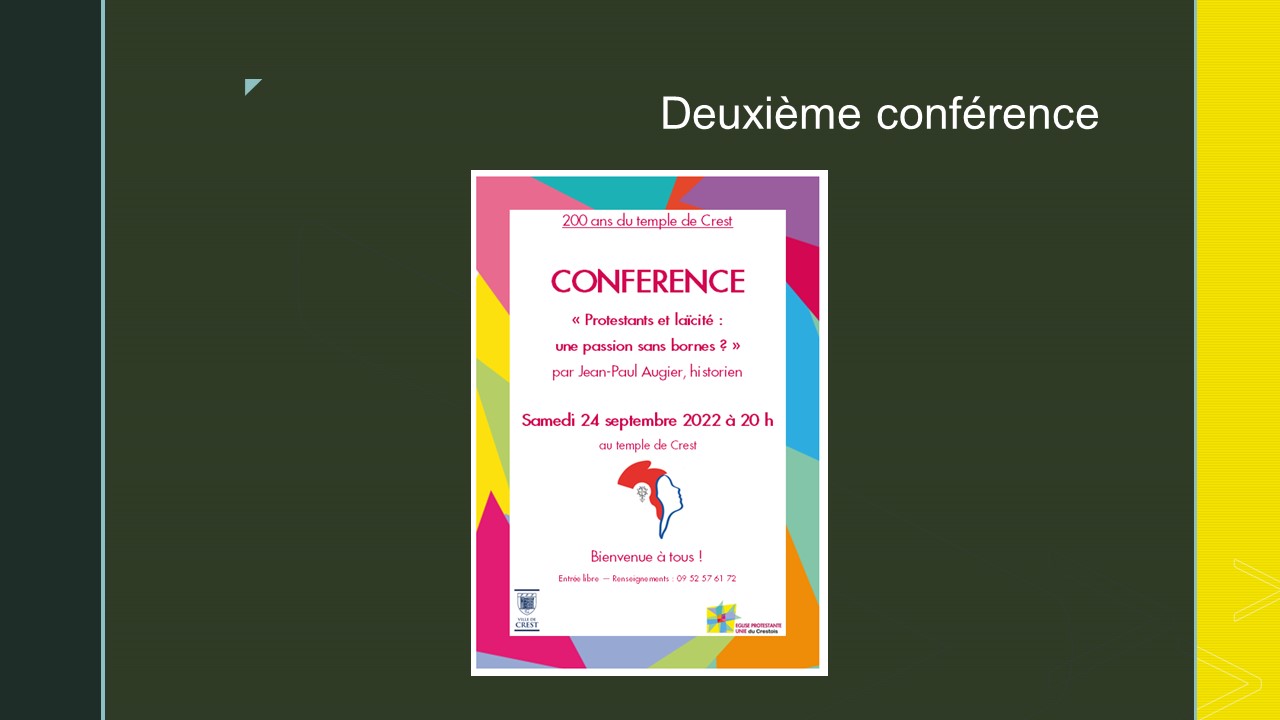 Deuxième conférence
200 ans du temple de Crest
CONFERENCE
« Protestants et laïcité :
une passion sans bornes ? »
par Jean-Paul Augier, historien
Samedi 24 septembre 2022 à 20 h
au temple de Crest
Bienvenue à tous !
Entrée libre — Renseignements : 09 52 57 61 72
VILLE DE
CREST
EGLISE PROTESTANTE
UNIE du Crestois